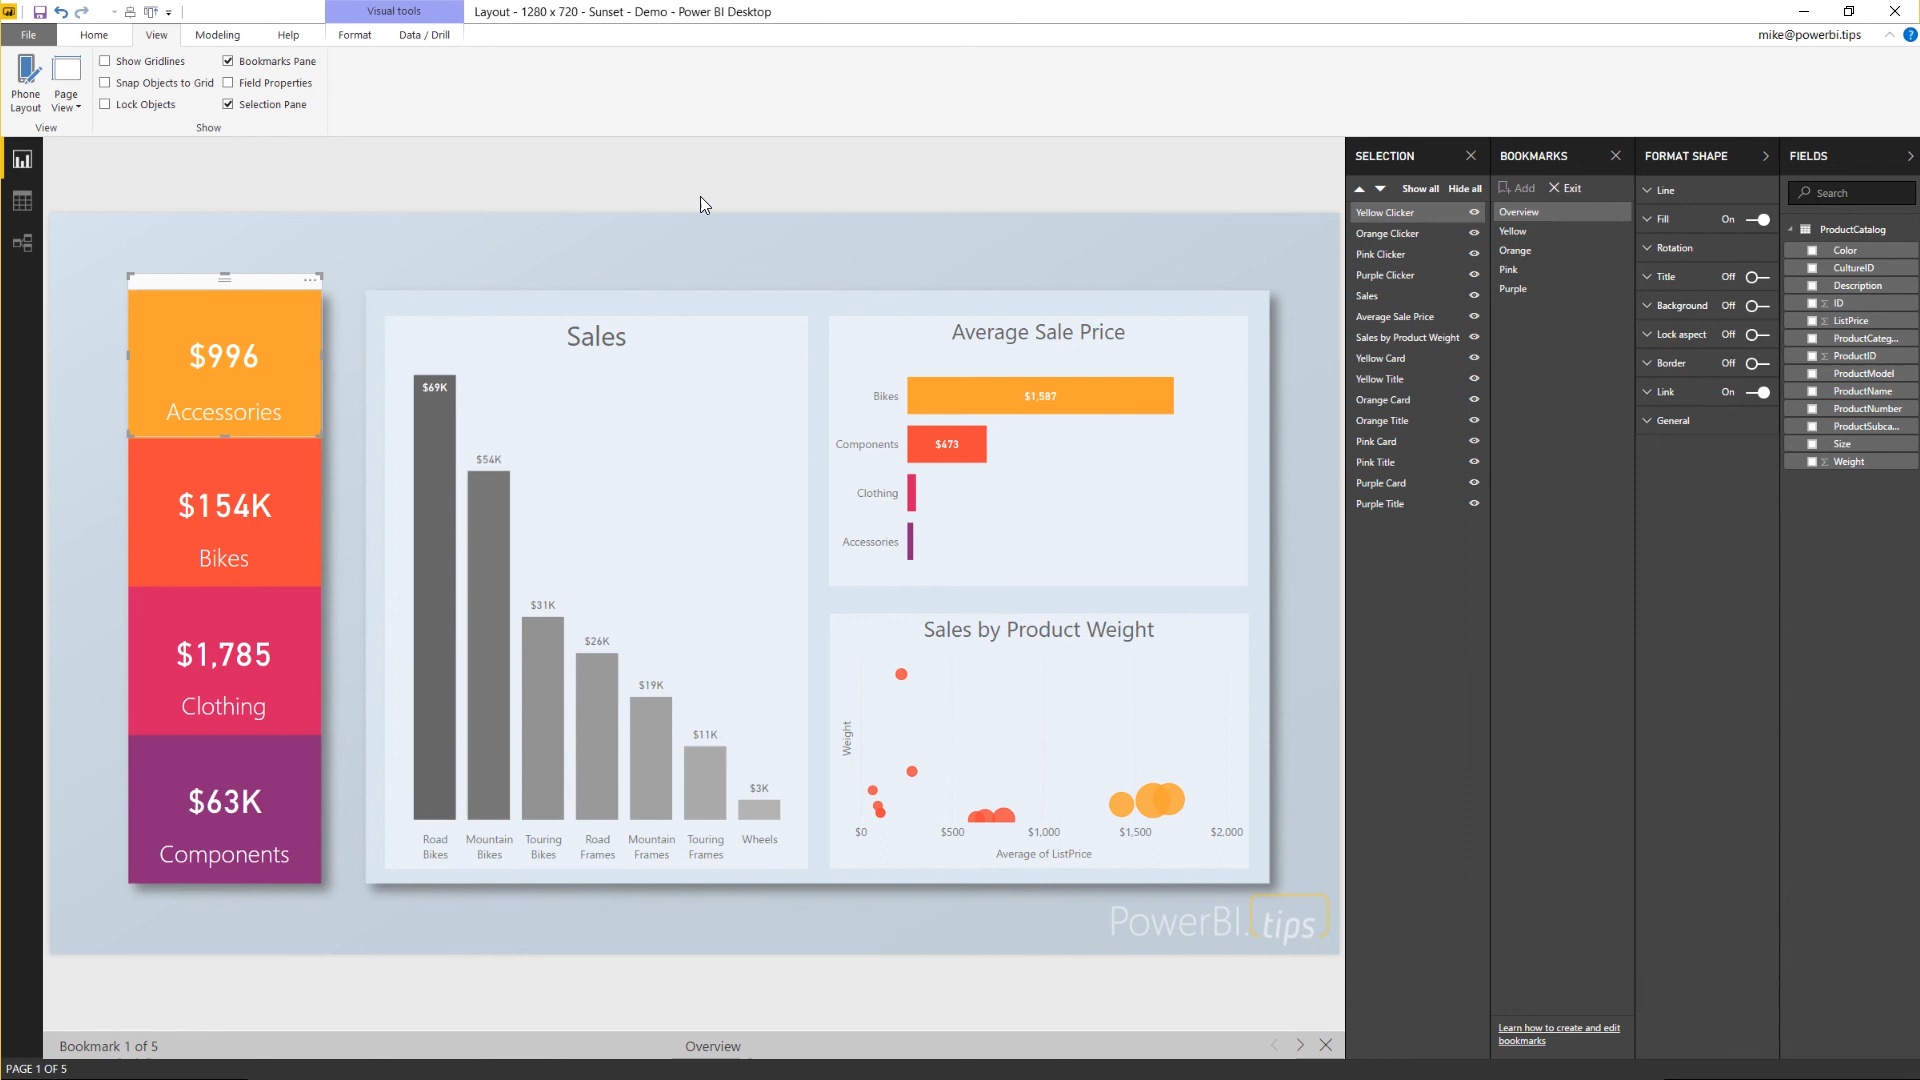 Visual tools
Layout - 1280 x 720 - Sunset - Demo - Power BI Desktop
File
Home
View
Modeling
Help
Format
Data / Drill
mike@powerbi.tips
?
Phone Layout
Page View
Show Gridlines
Snap Objects to Grid
Lock Objects
Bookmarks Pane
Field Properties
Selection Pane
View
Show
$996
Accessories
$154K
Bikes
$1,785
Clothing
$63K
Components
Sales
$69K
$54K
$31K
$26K
$19K
$11K
$3K
Road Bikes
Mountain Bikes
Touring Bikes
Road Frames
Mountain Frames
Touring Frames
Wheels
Average Sale Price
Bikes
$1,587
Components
$473
Clothing
Accessories
Sales by Product Weight
Weight
$0
$500
$1,000
$1,500
$2,000
Average of ListPrice
PowerBI.tips
SELECTION
Show all
Hide all
Yellow Clicker
Orange Clicker
Pink Clicker
Purple Clicker
Sales
Average Sale Price
Sales by Product Weight
Yellow Card
Yellow Title
Orange Card
Orange Title
Pink Card
Pink Title
Purple Card
Purple Title
BOOKMARKS
Add
Exit
Overview
Yellow
Orange
Pink
Purple
Learn how to create and edit
bookmarks
FORMAT SHAPE
Line
Fill On
Rotation
Title Off
Background Off
Lock aspect Off
Border Off
Link On
General
FIELDS
Search
ProductCatalog
Color
CultureID
Description
Σ ID
Σ ListPrice
ProductCateg...
Σ ProductID
ProductModel
ProductName
ProductNumber
ProductSubca...
Size
Σ Weight
Bookmark 1 of 5
Overview
PAGE 1 OF 5